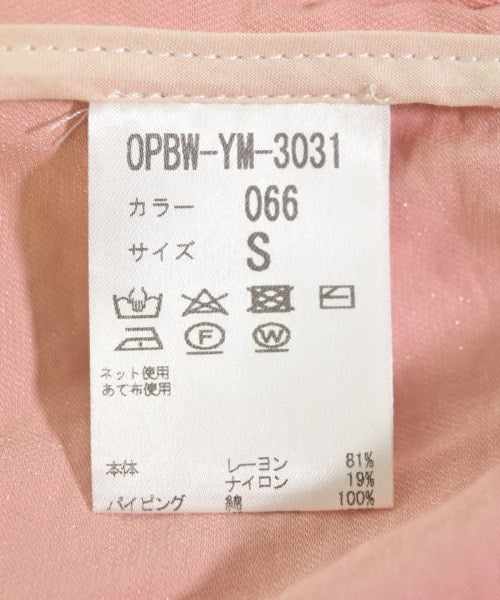 OPBW-YM-3031
カラー 066
サイズ S
F W
ネット使用
あて布使用
本体 レーヨン 81%
ナイロン 19%
パイピング 綿 100%